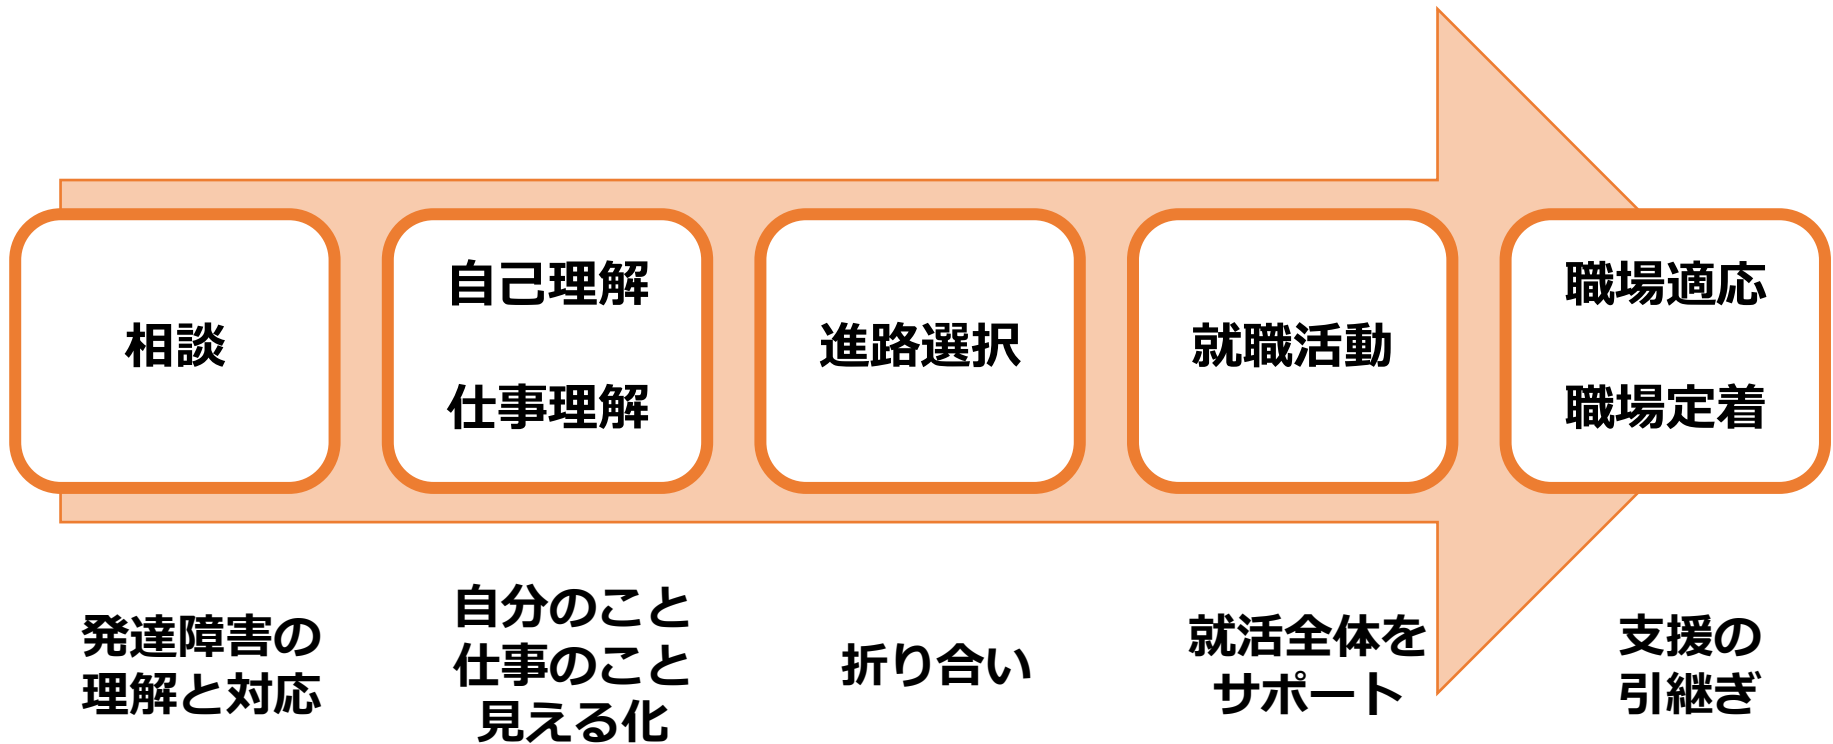 相談
自己理解
仕事理解
進路選択
就職活動
職場適応
職場定着
発達障害の
理解と対応
自分のこと
仕事のこと
見える化
折り合い
就活全体を
サポート
支援の
引継ぎ